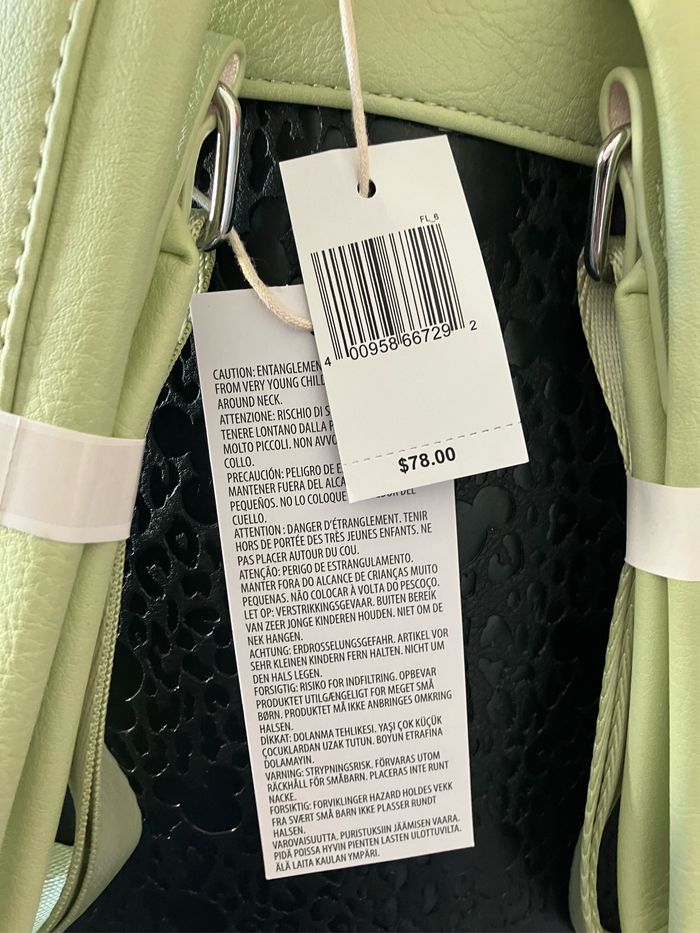 FL_6
4 00958 66729 2
$78.00
CAUTION: ENTANGLEMEN
FROM VERY YOUNG CHIL
AROUND NECK.
ATTENZIONE: RISCHIO DI S
TENERE LONTANO DALLA P
MOLTO PICCOLI. NON AVVO
COLLO.
PRECAUCIÓN: PELIGRO DE E
MANTENER FUERA DEL ALCA
PEQUEÑOS. NO LO COLOQUE DEL
CUELLO.
ATTENTION : DANGER D'ÉTRANGLEMENT. TENIR
HORS DE PORTÉE DES TRÈS JEUNES ENFANTS. NE
PAS PLACER AUTOUR DU COU.
ATENÇÃO: PERIGO DE ESTRANGULAMENTO.
MANTER FORA DO ALCANCE DE CRIANÇAS MUITO
PEQUENAS. NÃO COLOCAR À VOLTA DO PESCOÇO.
LET OP: VERSTRIKKINGSGEVAAR. BUITEN BEREIK
VAN ZEER JONGE KINDEREN HOUDEN. NIET OM DE
NEK HANGEN.
ACHTUNG: ERDROSSELUNGSGEFAHR. ARTIKEL VOR
SEHR KLEINEN KINDERN FERN HALTEN. NICHT UM
DEN HALS LEGEN.
FORSIGTIG: RISIKO FOR INDFILTRING. OPBEVAR
PRODUKTET UTILGÆNGELIGT FOR MEGET SMÅ
BØRN. PRODUKTET MÅ IKKE ANBRINGES OMKRING
HALSEN.
DİKKAT: DOLANMA TEHLIKESI. YAŞI ÇOK KÜÇÜK
ÇOCUKLARDAN UZAK TUTUN. BOYUN ETRAFINA
DOLAMAYIN.
VARNING: STRYPNINGSRISK. FÖRVARAS UTOM
RÄCKHÅLL FÖR SMÅBARN. PLACERAS INTE RUNT
NACKE.
FORSIKTIG: FORVIKLINGER HAZARD HOLDES VEKK
FRA SVÆRT SMÅ BARN IKKE PLASSER RUNDT
HALSEN.
VAROVAISUUTTA. PURISTUKSIIN JÄÄMISEN VAARA.
PIDÄ POISSA HYVIN PIENTEN LASTEN ULOTTUVILTA.
ÄLÄ LAITA KAULAN YMPÄRI.